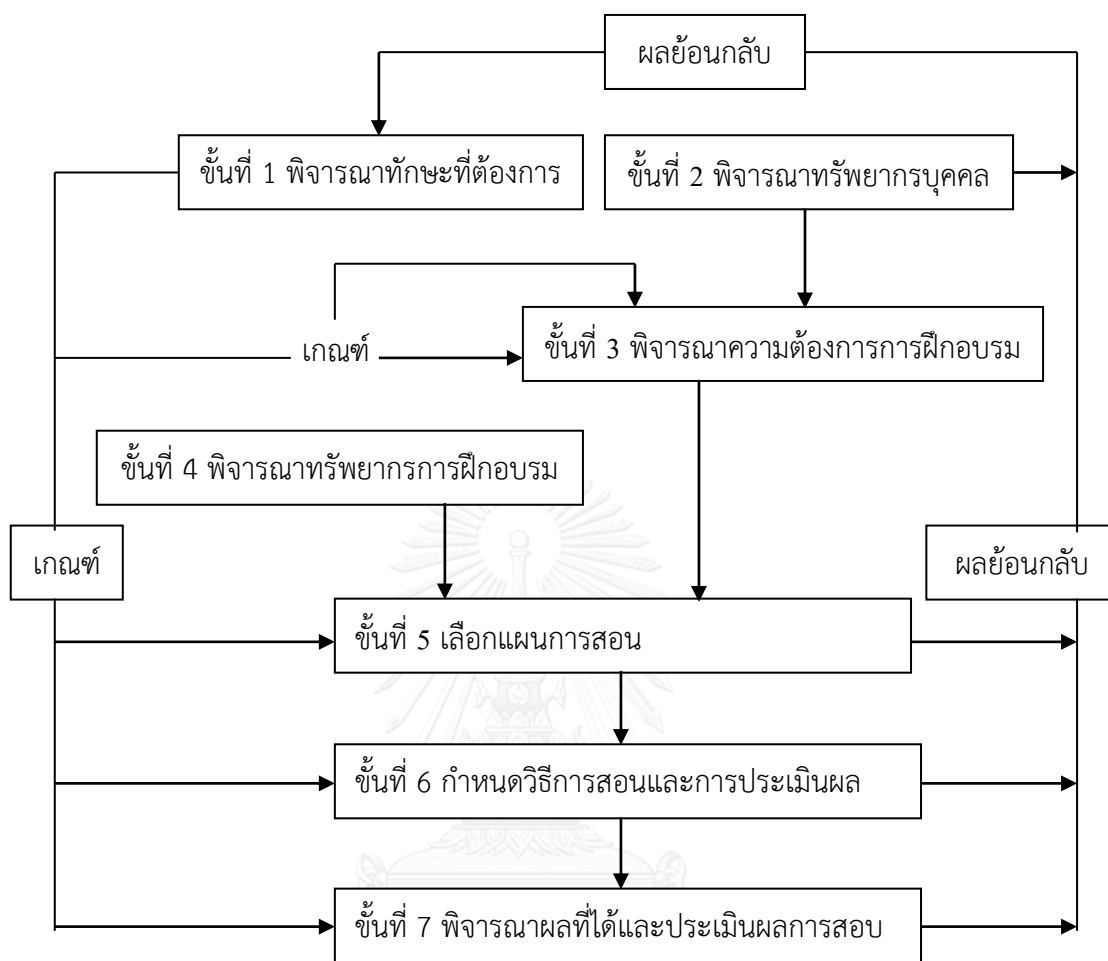 ผลย้อนกลับ
ขั้นที่ 1 พิจารณาทักษะที่ต้องการ
ขั้นที่ 2 พิจารณาทรัพยากรบุคคล
เกณฑ์
ขั้นที่ 3 พิจารณาความต้องการการฝึกอบรม
ขั้นที่ 4 พิจารณาทรัพยากรการฝึกอบรม
เกณฑ์
ผลย้อนกลับ
ขั้นที่ 5 เลือกแผนการสอน
ขั้นที่ 6 กำหนดวิธีการสอนและการประเมินผล
ขั้นที่ 7 พิจารณาผลที่ได้และประเมินผลการสอบ